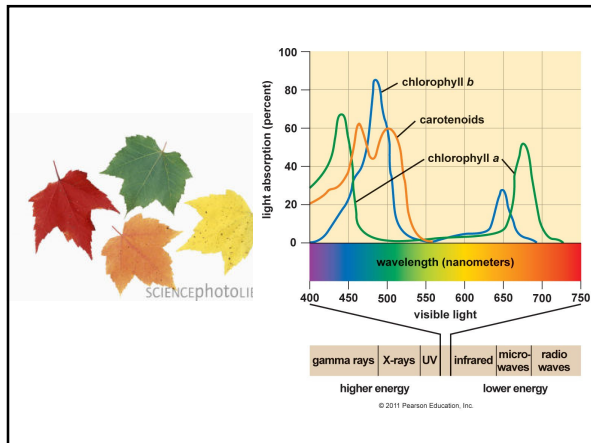 SCIENCEPHOTOLI
light absorption (percent)
100
80
60
40
20
0
chlorophyll b
carotenoids
chlorophyll a
wavelength (nanometers)
400 450 500 550 600 650 700 750
visible light
gamma rays X-rays UV infrared micro-
waves radio
waves
higher energy lower energy
© 2011 Pearson Education, Inc.